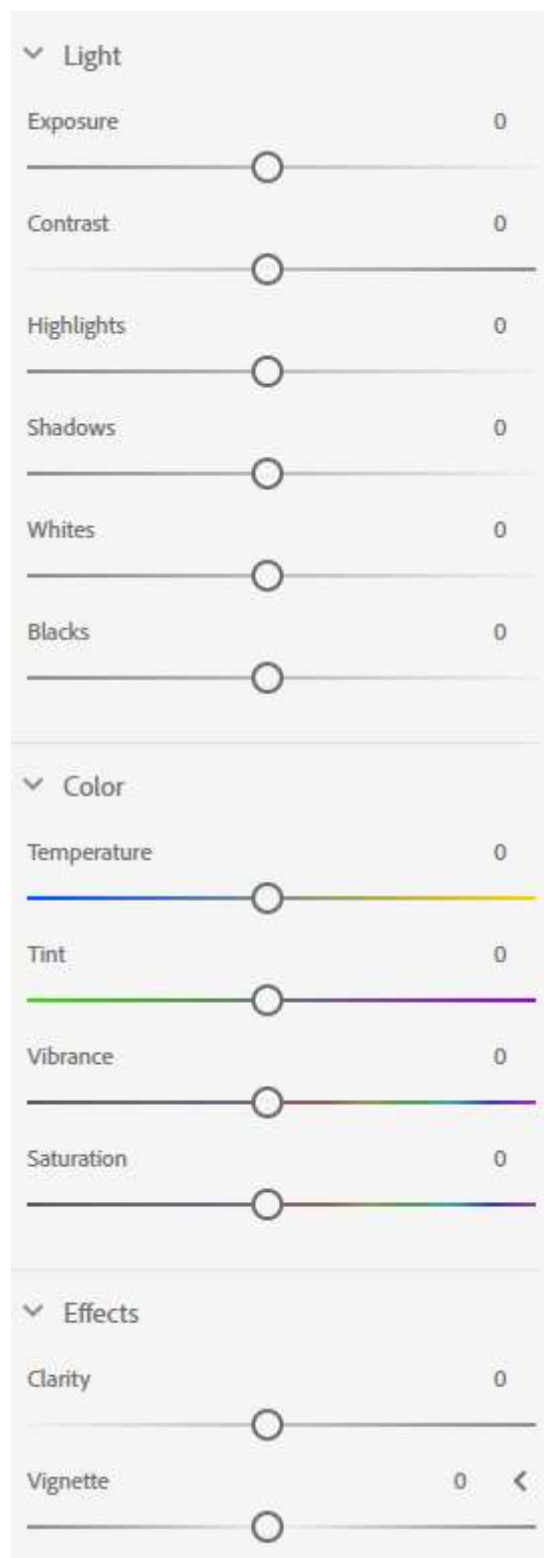 Light
Exposure 0
Contrast 0
Highlights 0
Shadows 0
Whites 0
Blacks 0
Color
Temperature 0
Tint 0
Vibrance 0
Saturation 0
Effects
Clarity 0
Vignette 0